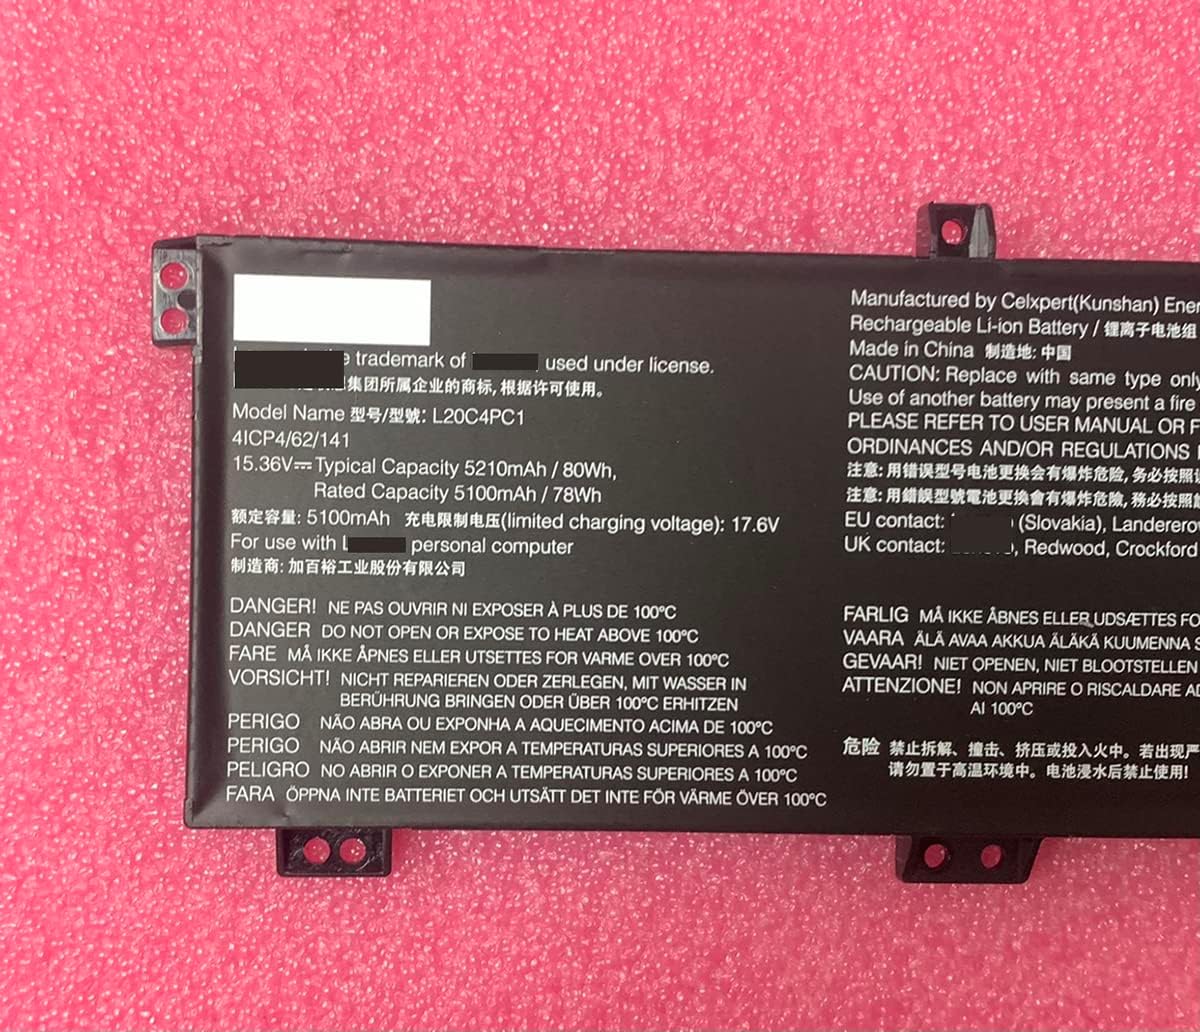 trademark of used under license.
集团所属企业的商标, 根据许可使用。
Model Name 型号/型號: L20C4PC1
4ICP4/62/141
15.36V⎓ Typical Capacity 5210mAh / 80Wh,
Rated Capacity 5100mAh / 78Wh
额定容量: 5100mAh 充电限制电压(limited charging voltage): 17.6V
For use with personal computer
制造商: 加百裕工业股份有限公司
DANGER! NE PAS OUVRIR NI EXPOSER À PLUS DE 100°C
DANGER DO NOT OPEN OR EXPOSE TO HEAT ABOVE 100°C
FARE MÅ IKKE ÅPNES ELLER UTSETTES FOR VARME OVER 100°C
VORSICHT! NICHT REPARIEREN ODER ZERLEGEN, MIT WASSER IN
BERÜHRUNG BRINGEN ODER ÜBER 100°C ERHITZEN
PERIGO NÃO ABRA OU EXPONHA A AQUECIMENTO ACIMA DE 100°C
PERIGO NÃO ABRIR NEM EXPOR A TEMPERATURAS SUPERIORES A 100°C
PELIGRO NO ABRIR O EXPONER A TEMPERATURAS SUPERIORES A 100°C
FARA ÖPPNA INTE BATTERIET OCH UTSÄTT DET INTE FÖR VÄRME ÖVER 100°C
Manufactured by Celxpert(Kunshan) Ener
Rechargeable Li-ion Battery / 锂离子电池组
Made in China 制造地: 中国
CAUTION: Replace with same type only
Use of another battery may present a fire
PLEASE REFER TO USER MANUAL OR F
ORDINANCES AND/OR REGULATIONS
注意: 用错误型号电池更换会有爆炸危险, 务必按照
注意: 用錯誤型號電池更換會有爆炸危險, 務必按照
EU contact: (Slovakia), Landerero
UK contact: , Redwood, Crockford
FARLIG MÅ IKKE ÅBNES ELLER UDSÆTTES FO
VAARA ÄLÄ AVAA AKKUA ÄLÄKÄ KUUMENNA
GEVAAR! NIET OPENEN, NIET BLOOTSTELLEN
ATTENZIONE! NON APRIRE O RISCALDARE AL
AI 100°C
危险 禁止拆解、撞击、挤压或投入火中。若出现严
请勿置于高温环境中。电池浸水后禁止使用!